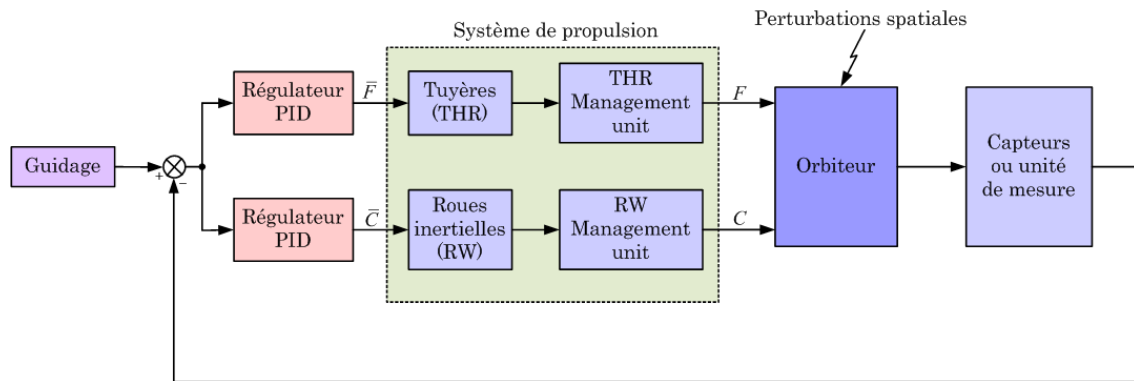 Perturbations spatiales
Système de propulsion
Guidage
+
−
Régulateur
PID
F̄
Tuyères
(THR)
THR
Management
unit
F
Régulateur
PID
C̄
Roues
inertielles
(RW)
RW
Management
unit
C
Orbiteur
Capteurs
ou unité
de mesure